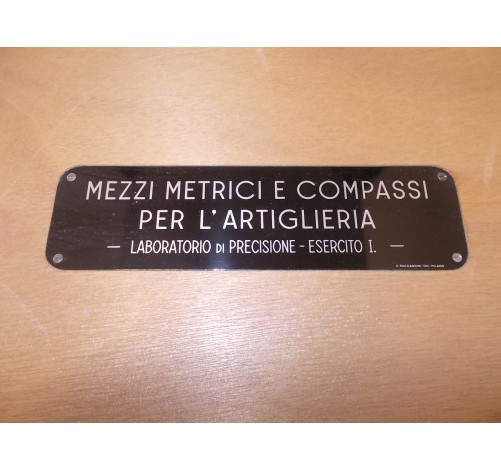 MEZZI METRICI E COMPASSI
PER L'ARTIGLIERIA
— LABORATORIO DI PRECISIONE - ESERCITO I. —